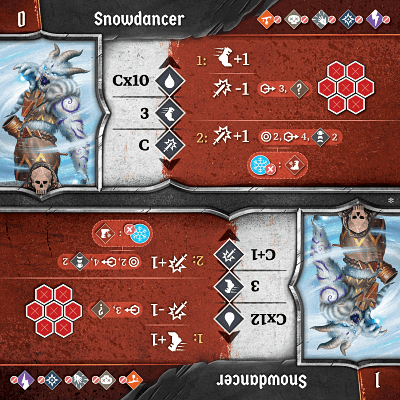 0 Snowdancer
Cx10
3
C
1: +1
-1 3, ?
2: +1 2, 4, 2
:
:
2: +1 2, 4, 2
C+1
3
Cx12
-1 3, ?
1: +1
1 Snowdancer